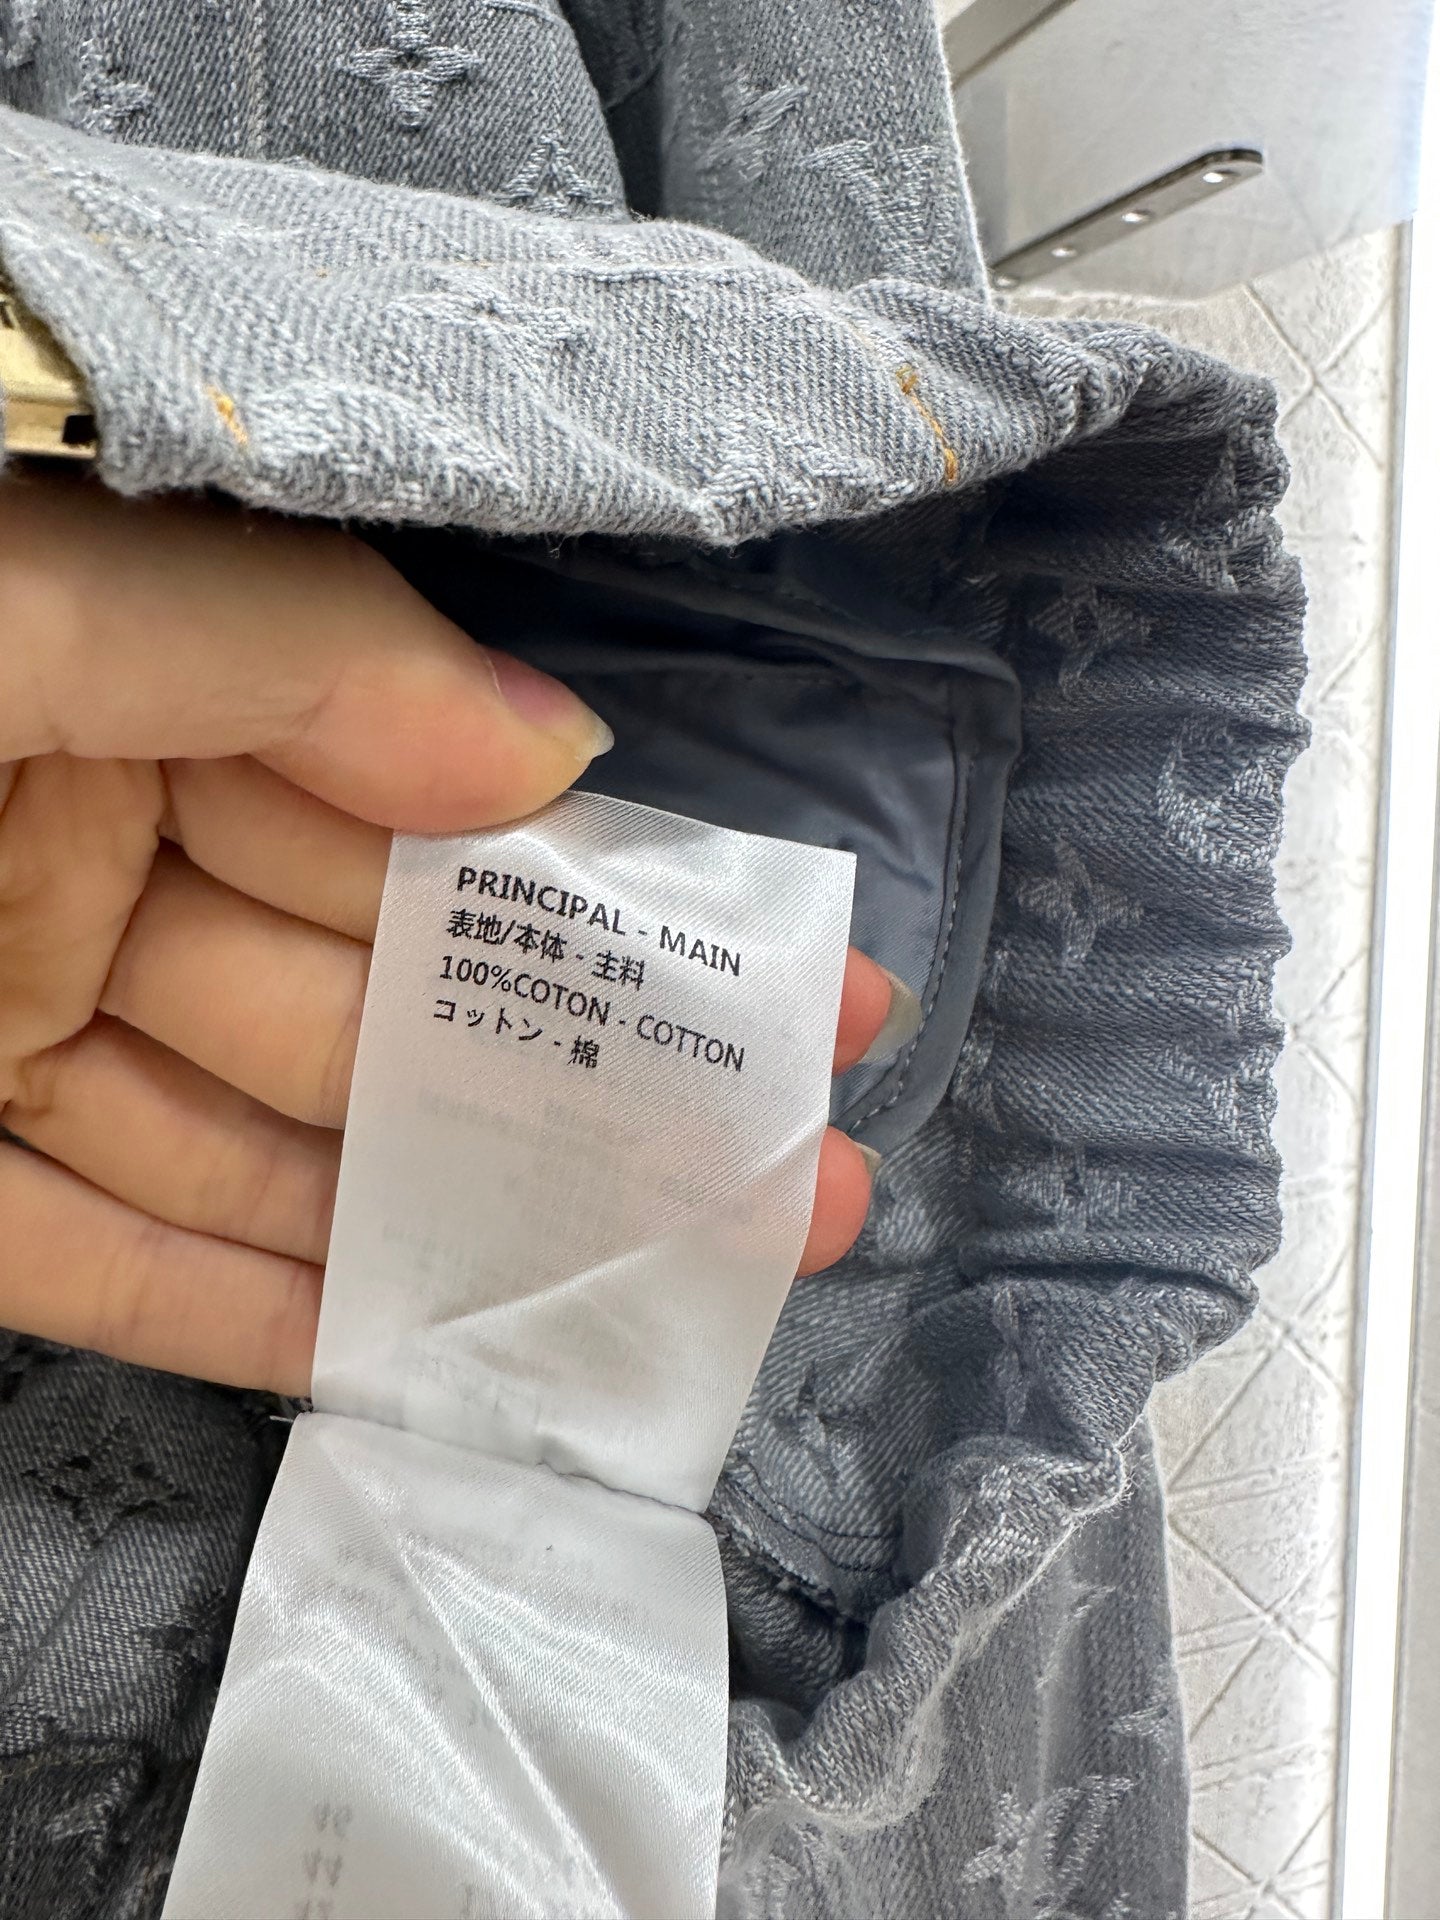 PRINCIPAL - MAIN
表地/本体 - 主料
100%COTON - COTTON
コットン - 棉